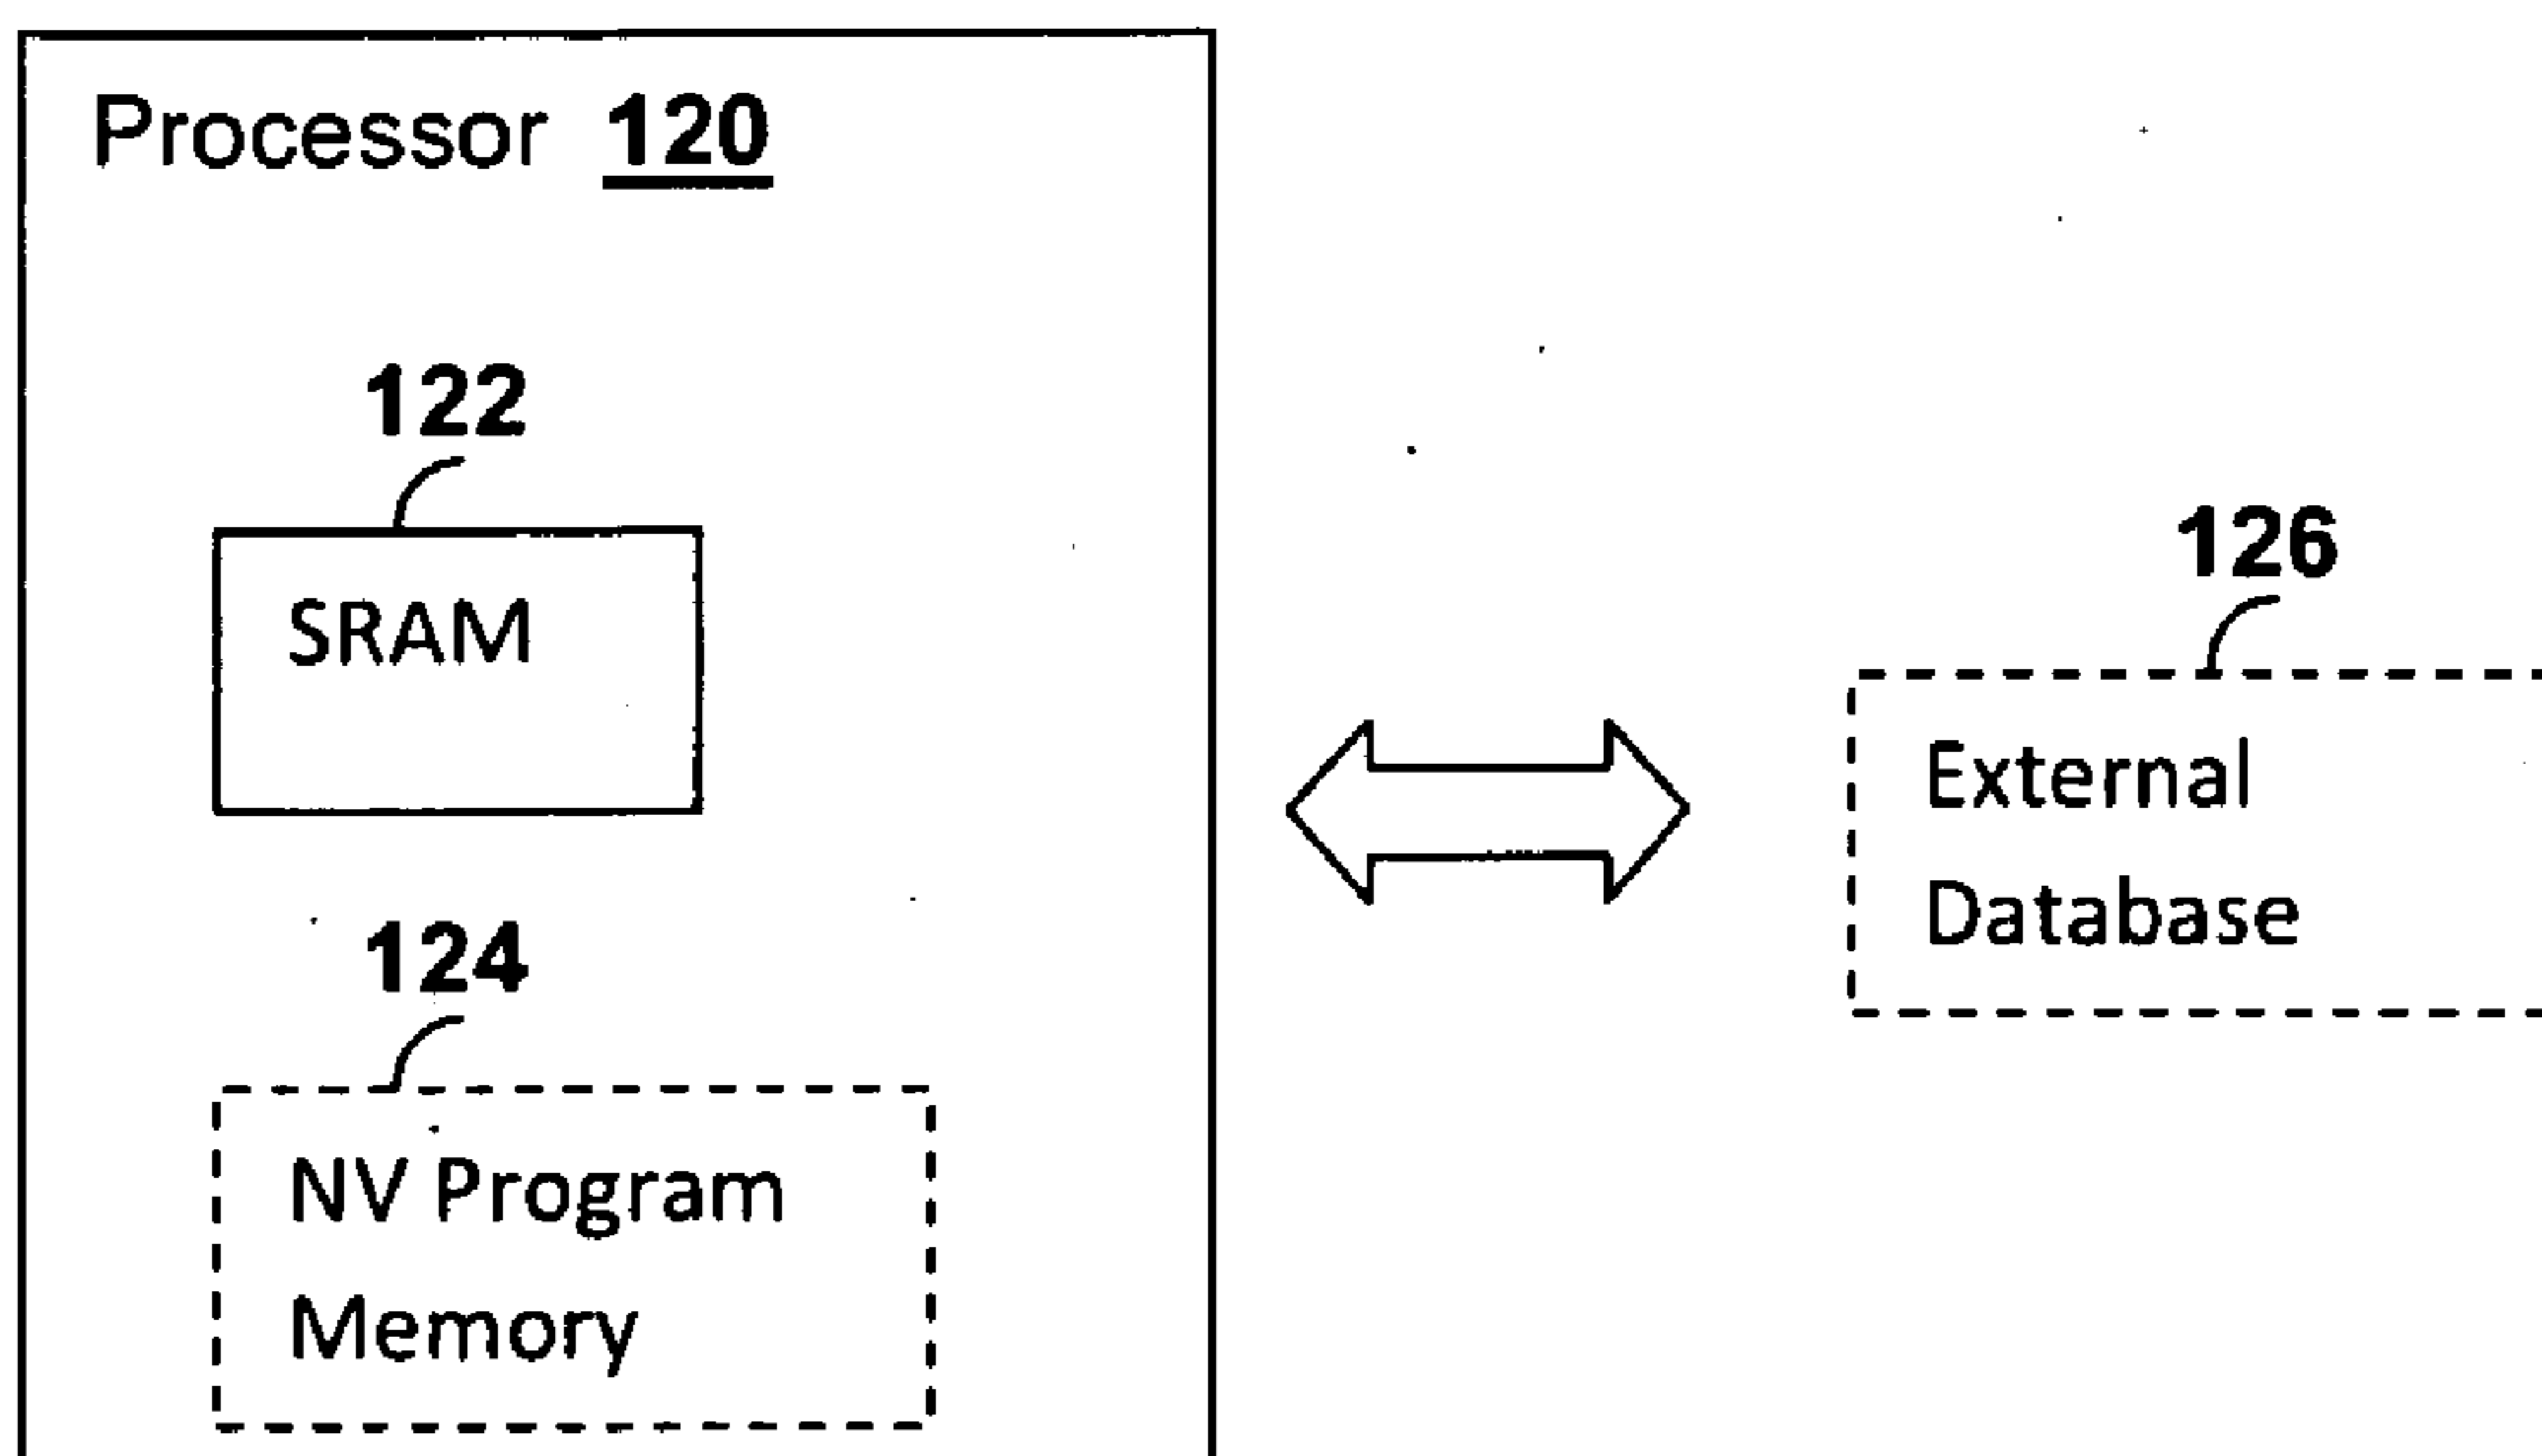 Processor 120
122
SRAM
124
NV Program
Memory
126
External
Database